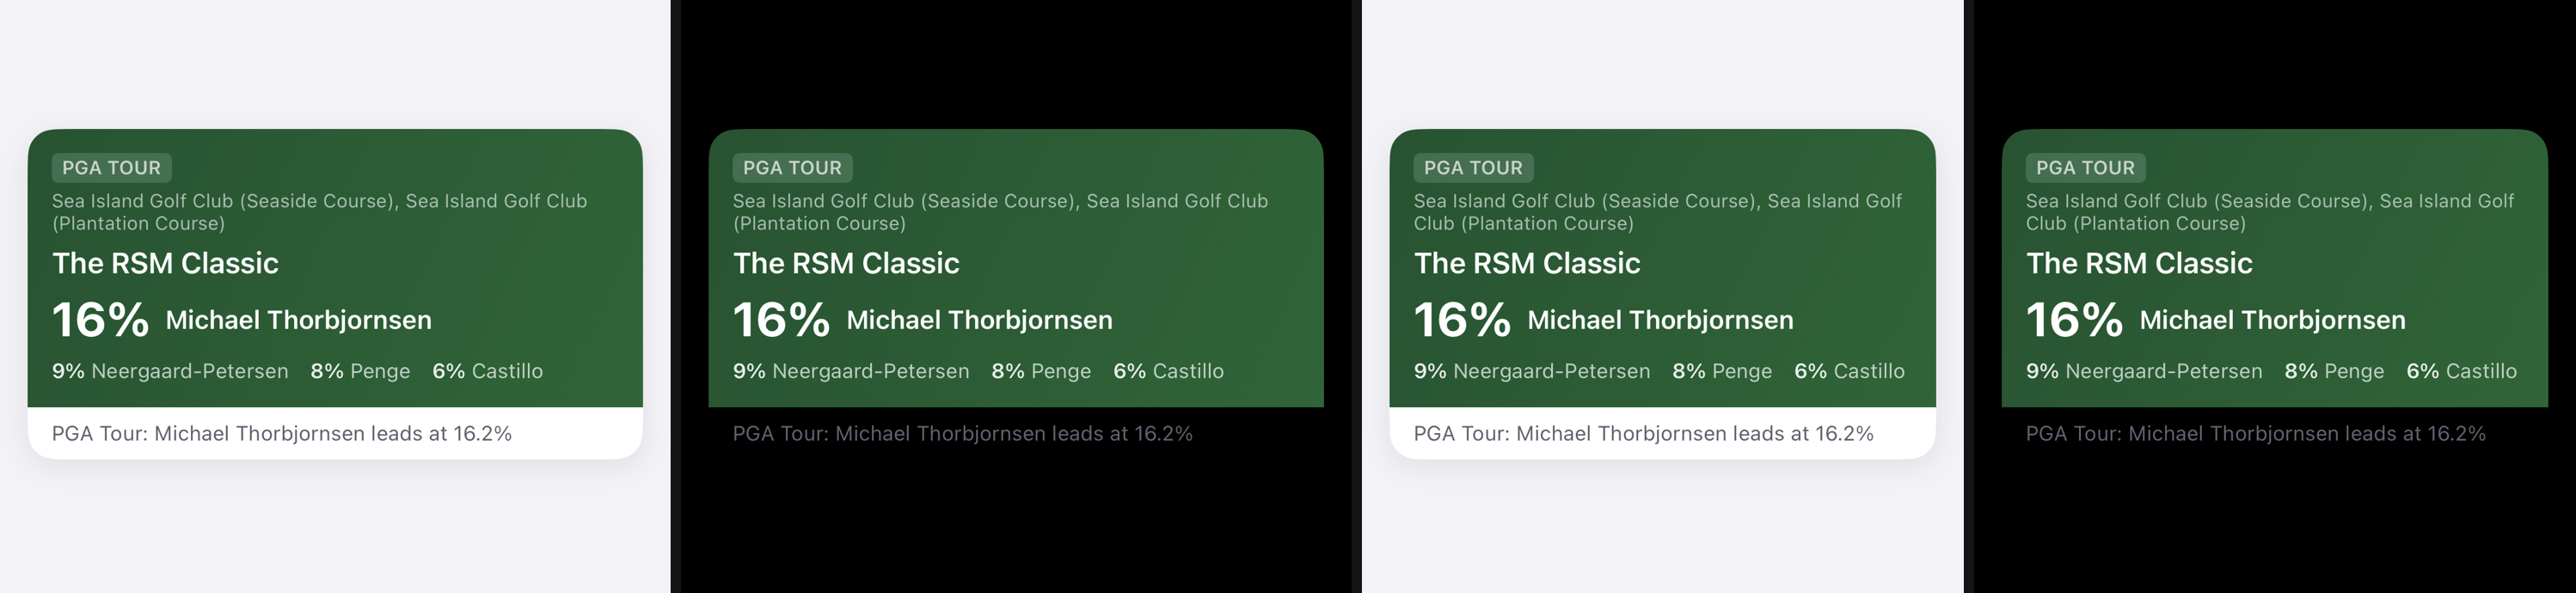 PGA TOUR
Sea Island Golf Club (Seaside Course), Sea Island Golf Club
(Plantation Course)
The RSM Classic
16% Michael Thorbjornsen
9% Neergaard-Petersen 8% Penge 6% Castillo
PGA Tour: Michael Thorbjornsen leads at 16.2%
PGA TOUR
Sea Island Golf Club (Seaside Course), Sea Island Golf Club
(Plantation Course)
The RSM Classic
16% Michael Thorbjornsen
9% Neergaard-Petersen 8% Penge 6% Castillo
PGA Tour: Michael Thorbjornsen leads at 16.2%
PGA TOUR
Sea Island Golf Club (Seaside Course), Sea Island Golf
Club (Plantation Course)
The RSM Classic
16% Michael Thorbjornsen
9% Neergaard-Petersen 8% Penge 6% Castillo
PGA Tour: Michael Thorbjornsen leads at 16.2%
PGA TOUR
Sea Island Golf Club (Seaside Course), Sea Island Golf
Club (Plantation Course)
The RSM Classic
16% Michael Thorbjornsen
9% Neergaard-Petersen 8% Penge 6% Castillo
PGA Tour: Michael Thorbjornsen leads at 16.2%